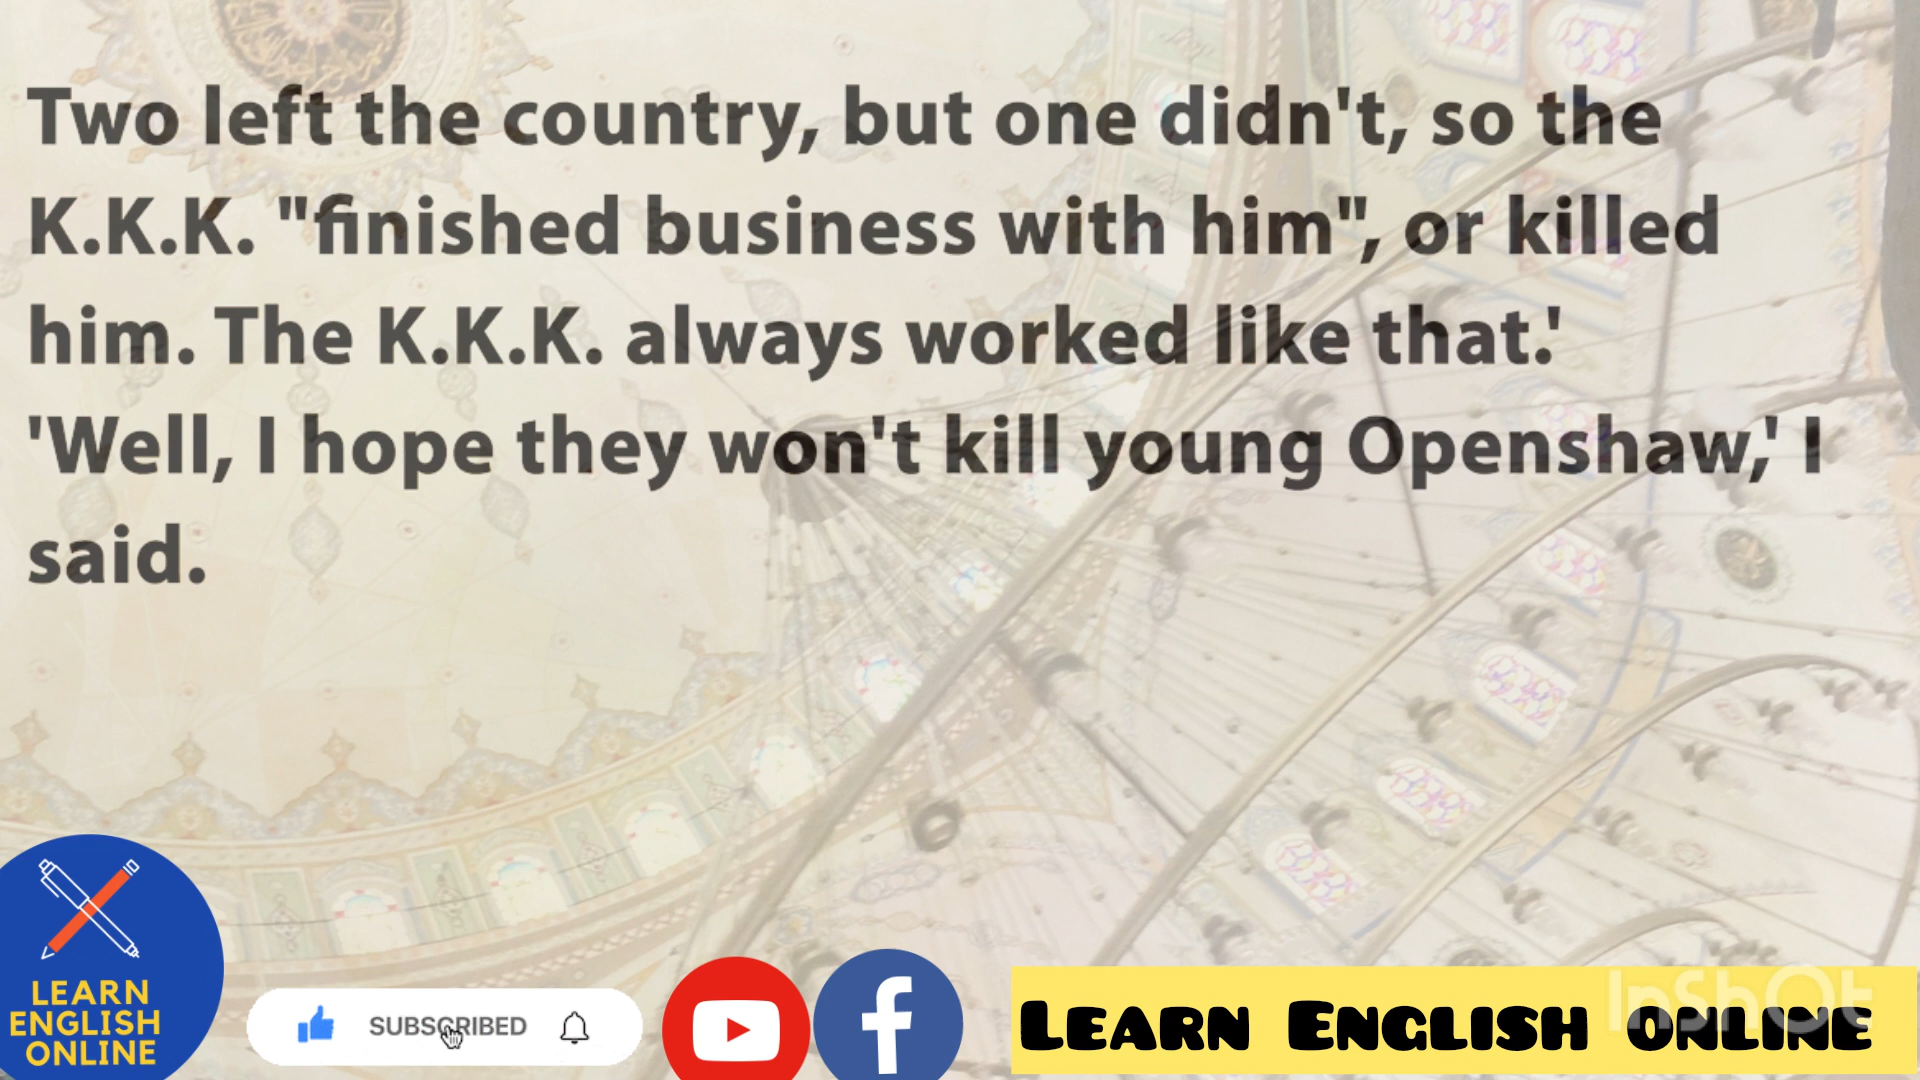 Two left the country, but one didn't, so the
K.K.K. "finished business with him", or killed
him. The K.K.K. always worked like that.'
'Well, I hope they won't kill young Openshaw,' I
said.
LEARN
ENGLISH
ONLINE
SUBSCRIBED
f
LEARN ENGLISH ONLINE
InShOt